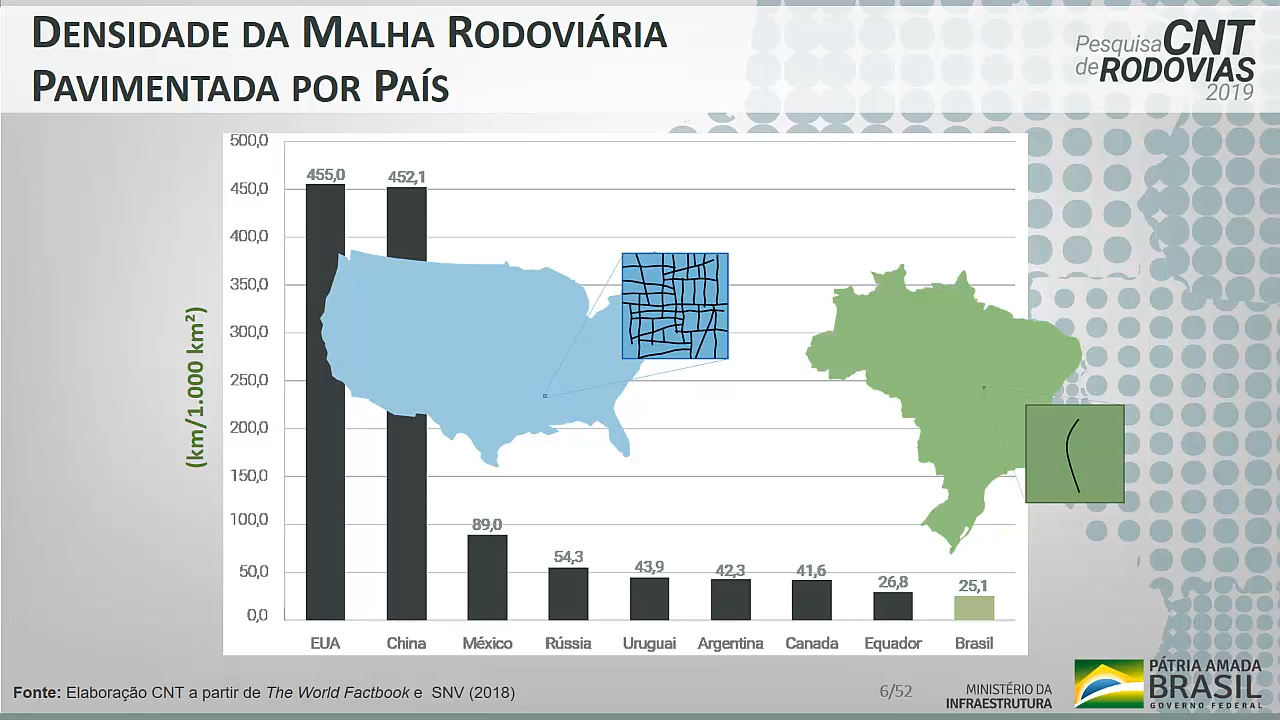 DENSIDADE DA MALHA RODOVIÁRIA
PAVIMENTADA POR PAÍS
Pesquisa CNT
de RODOVIAS
2019
500,0
450,0
400,0
350,0
300,0
250,0
200,0
150,0
100,0
50,0
0,0
(km/1.000 km²)
455,0
452,1
89,0
54,3
43,9
42,3
41,6
26,8
25,1
EUA
China
México
Rússia
Uruguai
Argentina
Canada
Equador
Brasil
Fonte: Elaboração CNT a partir de The World Factbook e SNV (2018)
6/52
MINISTÉRIO DA
INFRAESTRUTURA
PÁTRIA AMADA
BRASIL
GOVERNO FEDERAL